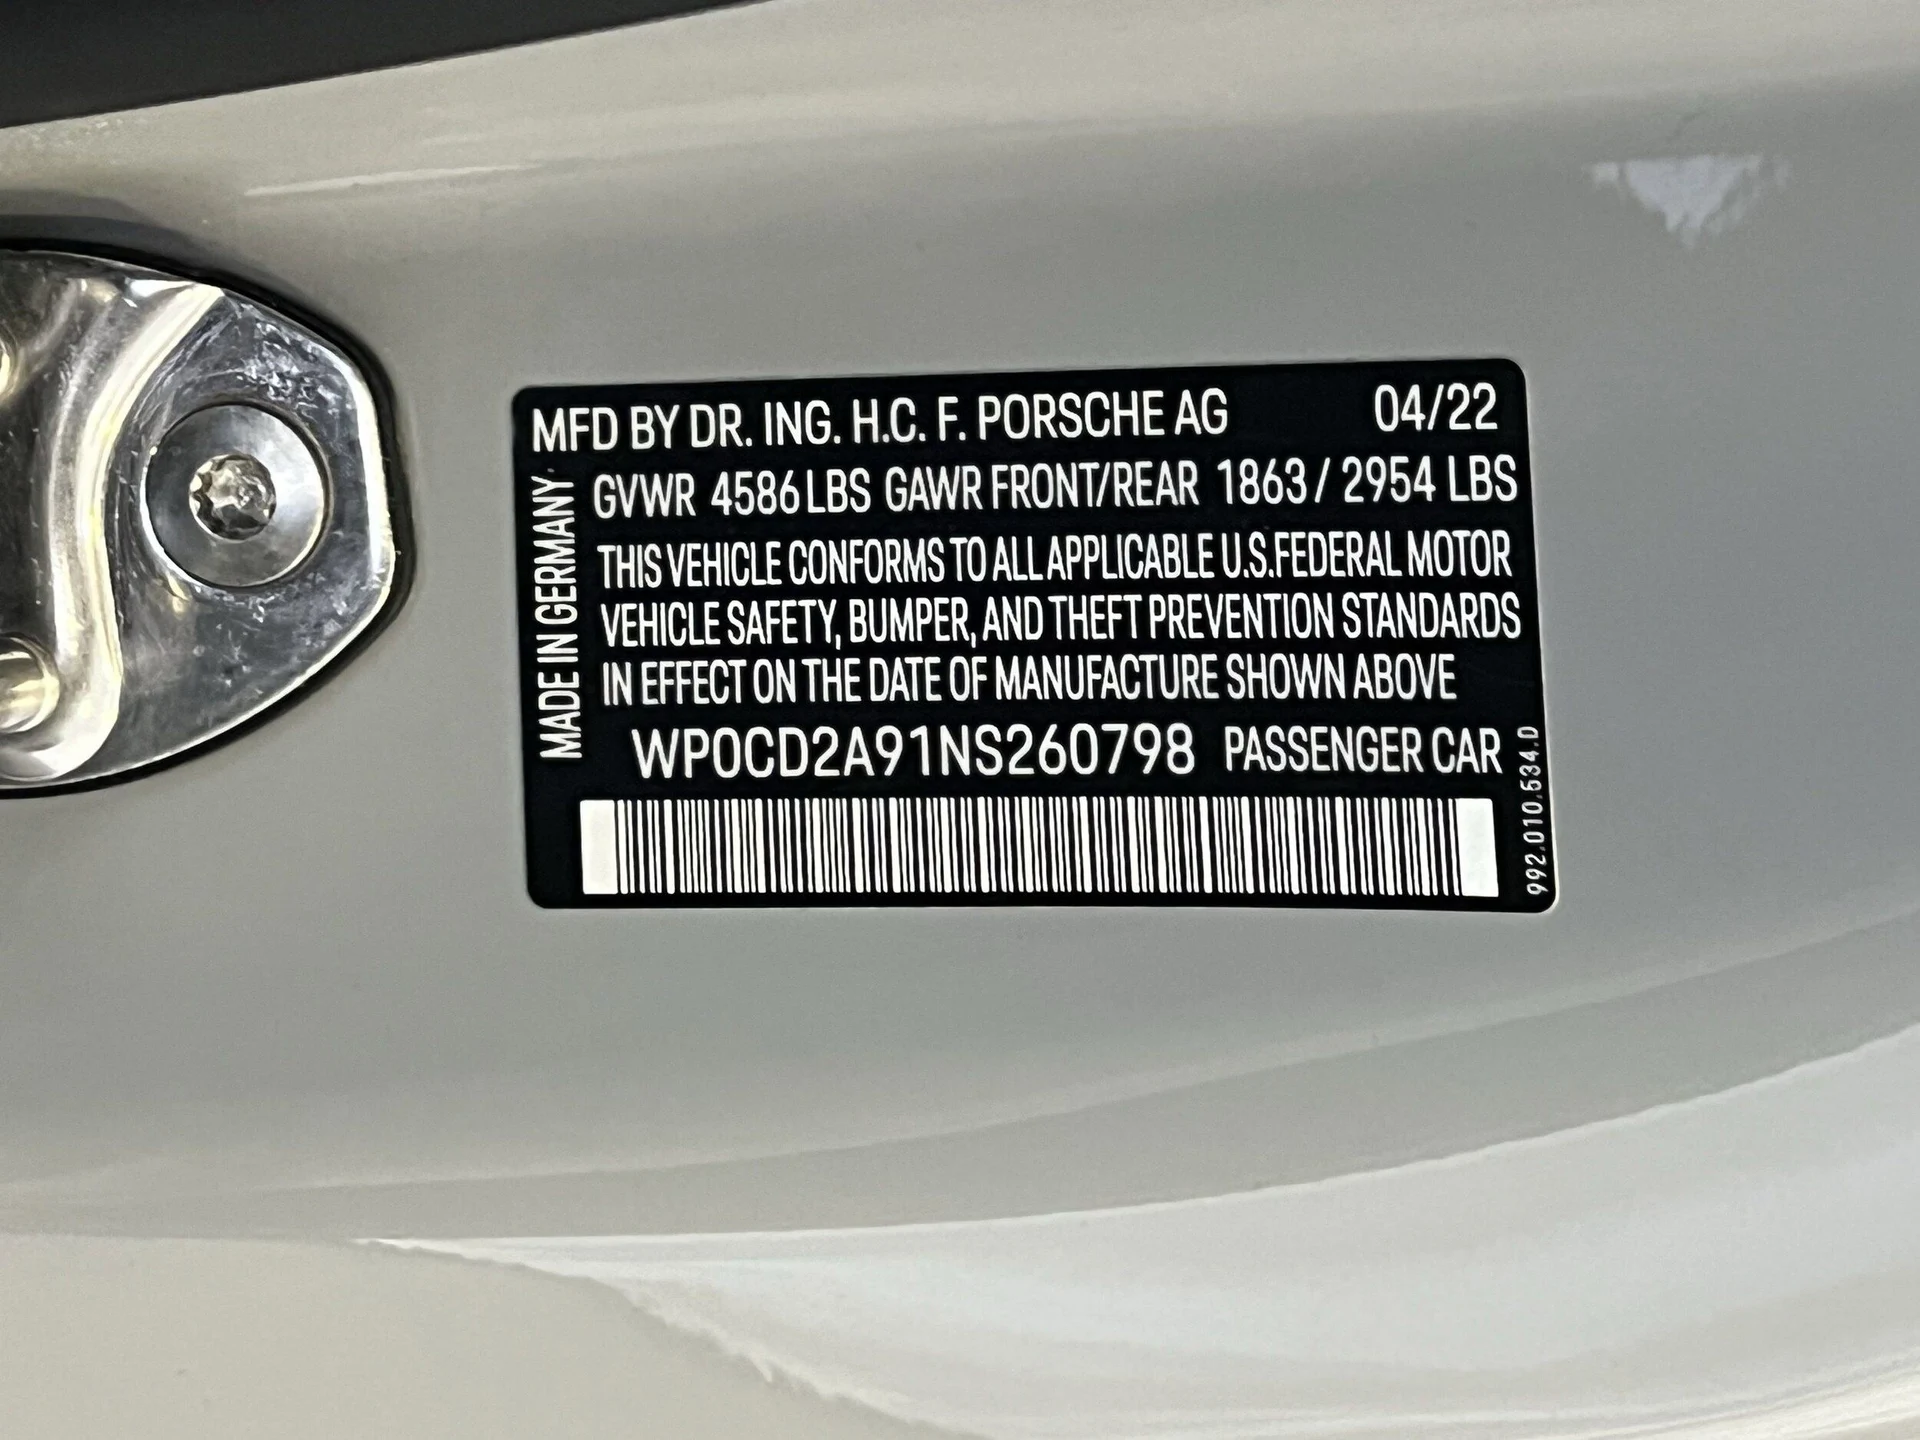 MFD BY DR. ING. H.C. F. PORSCHE AG 04/22
GVWR 4586 LBS GAWR FRONT/REAR 1863 / 2954 LBS
THIS VEHICLE CONFORMS TO ALL APPLICABLE U.S. FEDERAL MOTOR
VEHICLE SAFETY, BUMPER, AND THEFT PREVENTION STANDARDS
IN EFFECT ON THE DATE OF MANUFACTURE SHOWN ABOVE
WP0CD2A91NS260798 PASSENGER CAR
MADE IN GERMANY.
992.010.534.D